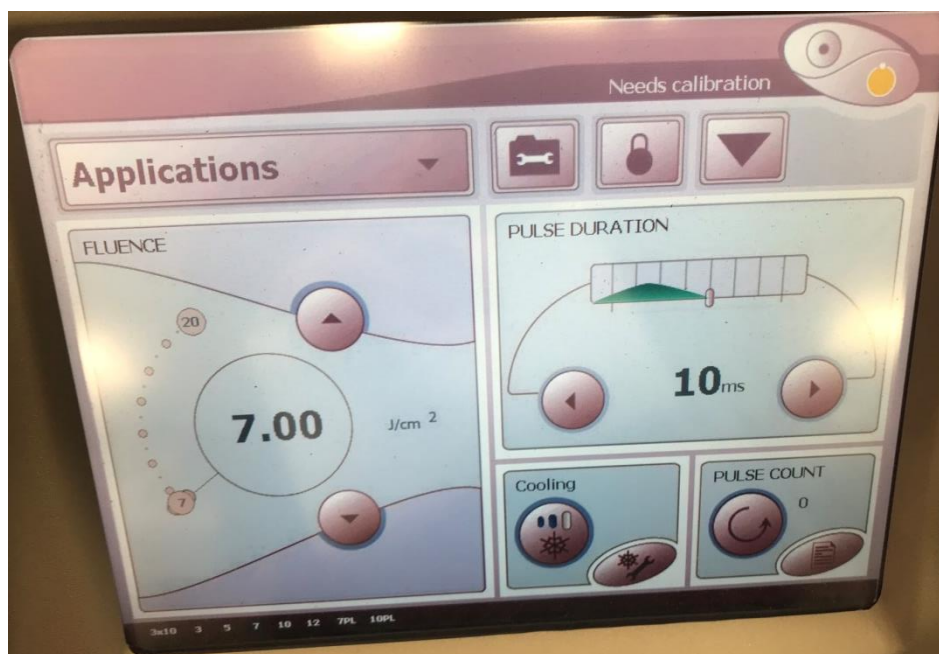 Needs calibration
Applications
FLUENCE
20
7.00
J/cm 2
7
PULSE DURATION
10ms
Cooling
PULSE COUNT
0
3x10 3 5 7 10 12 7PL 10PL